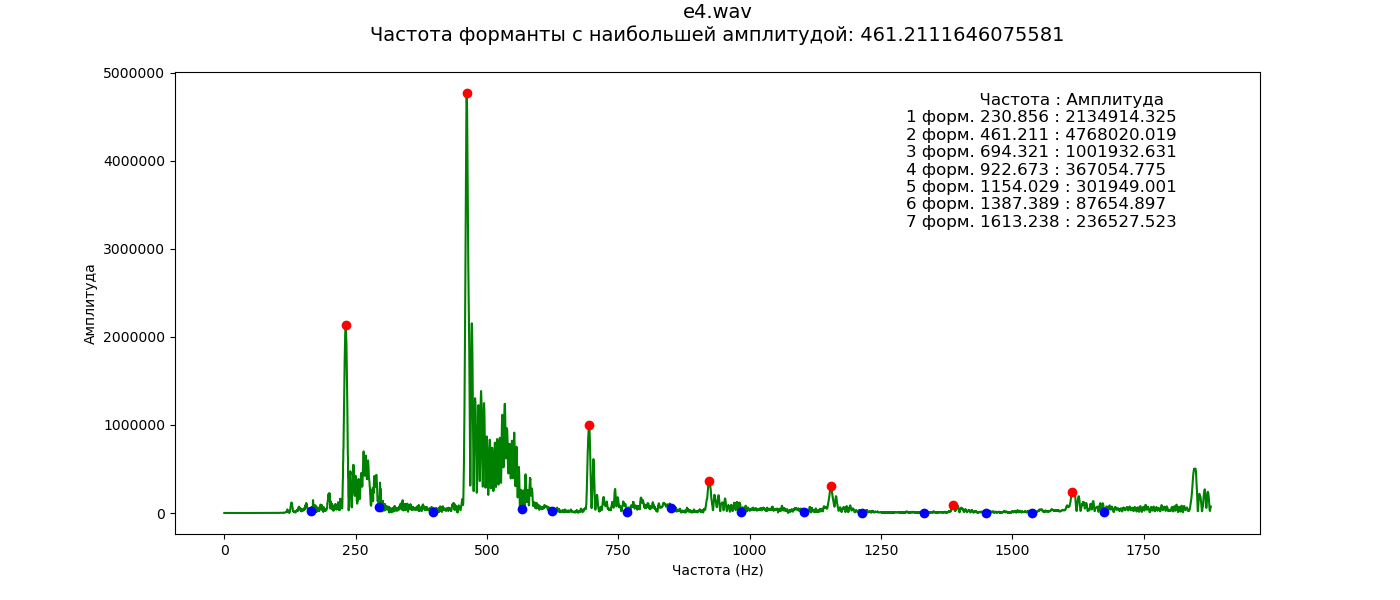 e4.wav
Частота форманты с наибольшей амплитудой: 461.2111646075581
Частота : Амплитуда
1 форм. 230.856 : 2134914.325
2 форм. 461.211 : 4768020.019
3 форм. 694.321 : 1001932.631
4 форм. 922.673 : 367054.775
5 форм. 1154.029 : 301949.001
6 форм. 1387.389 : 87654.897
7 форм. 1613.238 : 236527.523
5000000
4000000
3000000
2000000
1000000
0
Амплитуда
0 250 500 750 1000 1250 1500 1750
Частота (Hz)